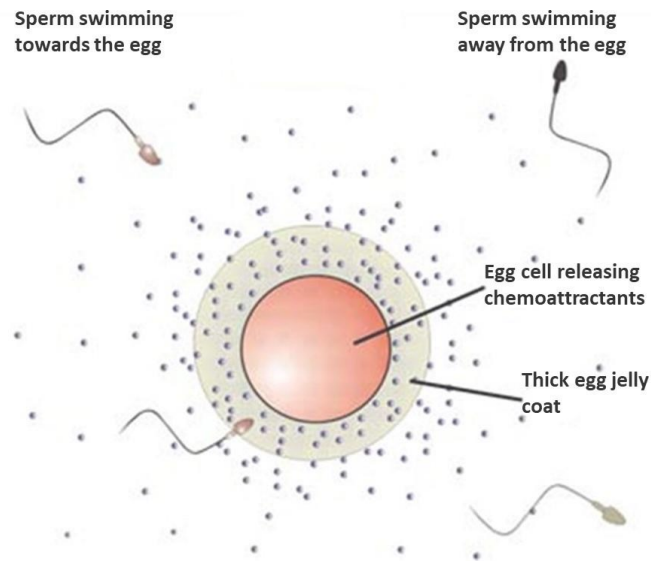 Sperm swimming
towards the egg
Sperm swimming
away from the egg
Egg cell releasing
chemoattractants
Thick egg jelly
coat